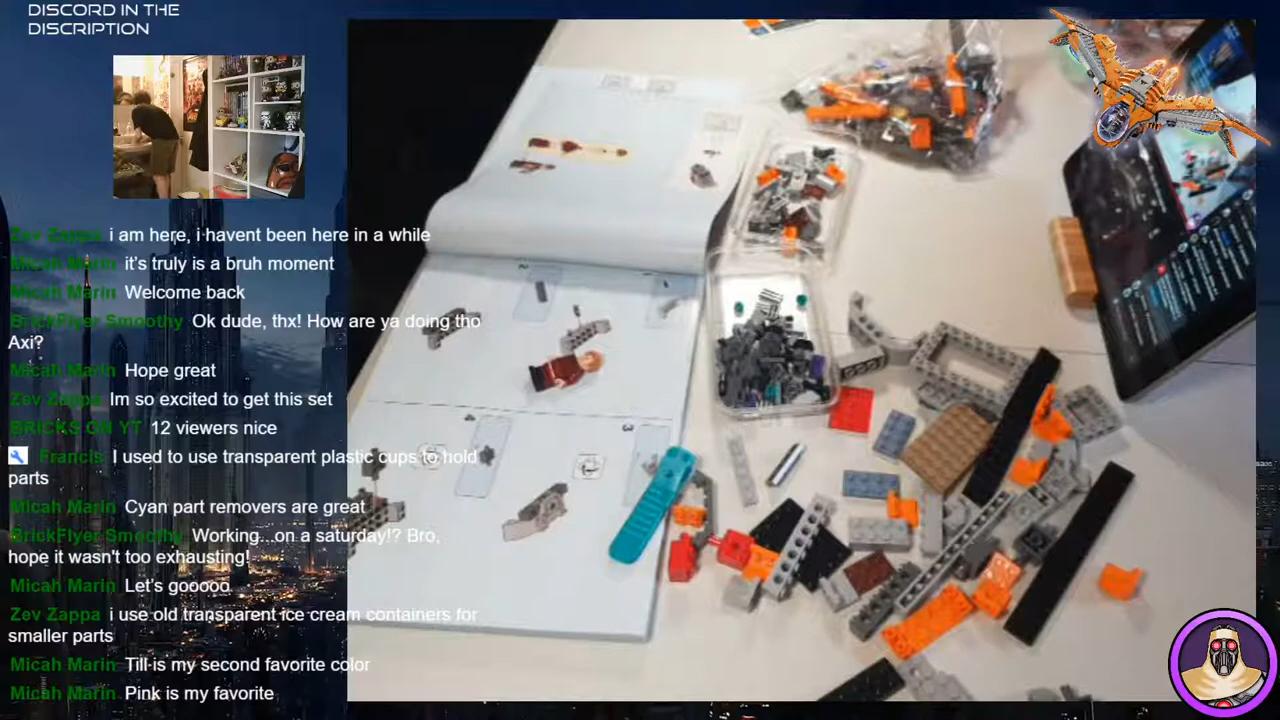 DISCORD IN THE
DISCRIPTION
Zev Zappa i am here, i havent been here in a while
Micah Marin it's truly is a bruh moment
Micah Marin Welcome back
BrickFlyer Smoothy Ok dude, thx! How are ya doing tho
Axi?
Micah Marin Hope great
Zev Zappa Im so excited to get this set
BRICKS ON YT 12 viewers nice
Francis I used to use transparent plastic cups to hold
parts
Micah Marin Cyan part removers are great
BrickFlyer Smoothy Working...on a saturday!? Bro,
hope it wasn't too exhausting!
Micah Marin Let's gooooo
Zev Zappa i use old transparent ice cream containers for
smaller parts
Micah Marin Till is my second favorite color
Micah Marin Pink is my favorite